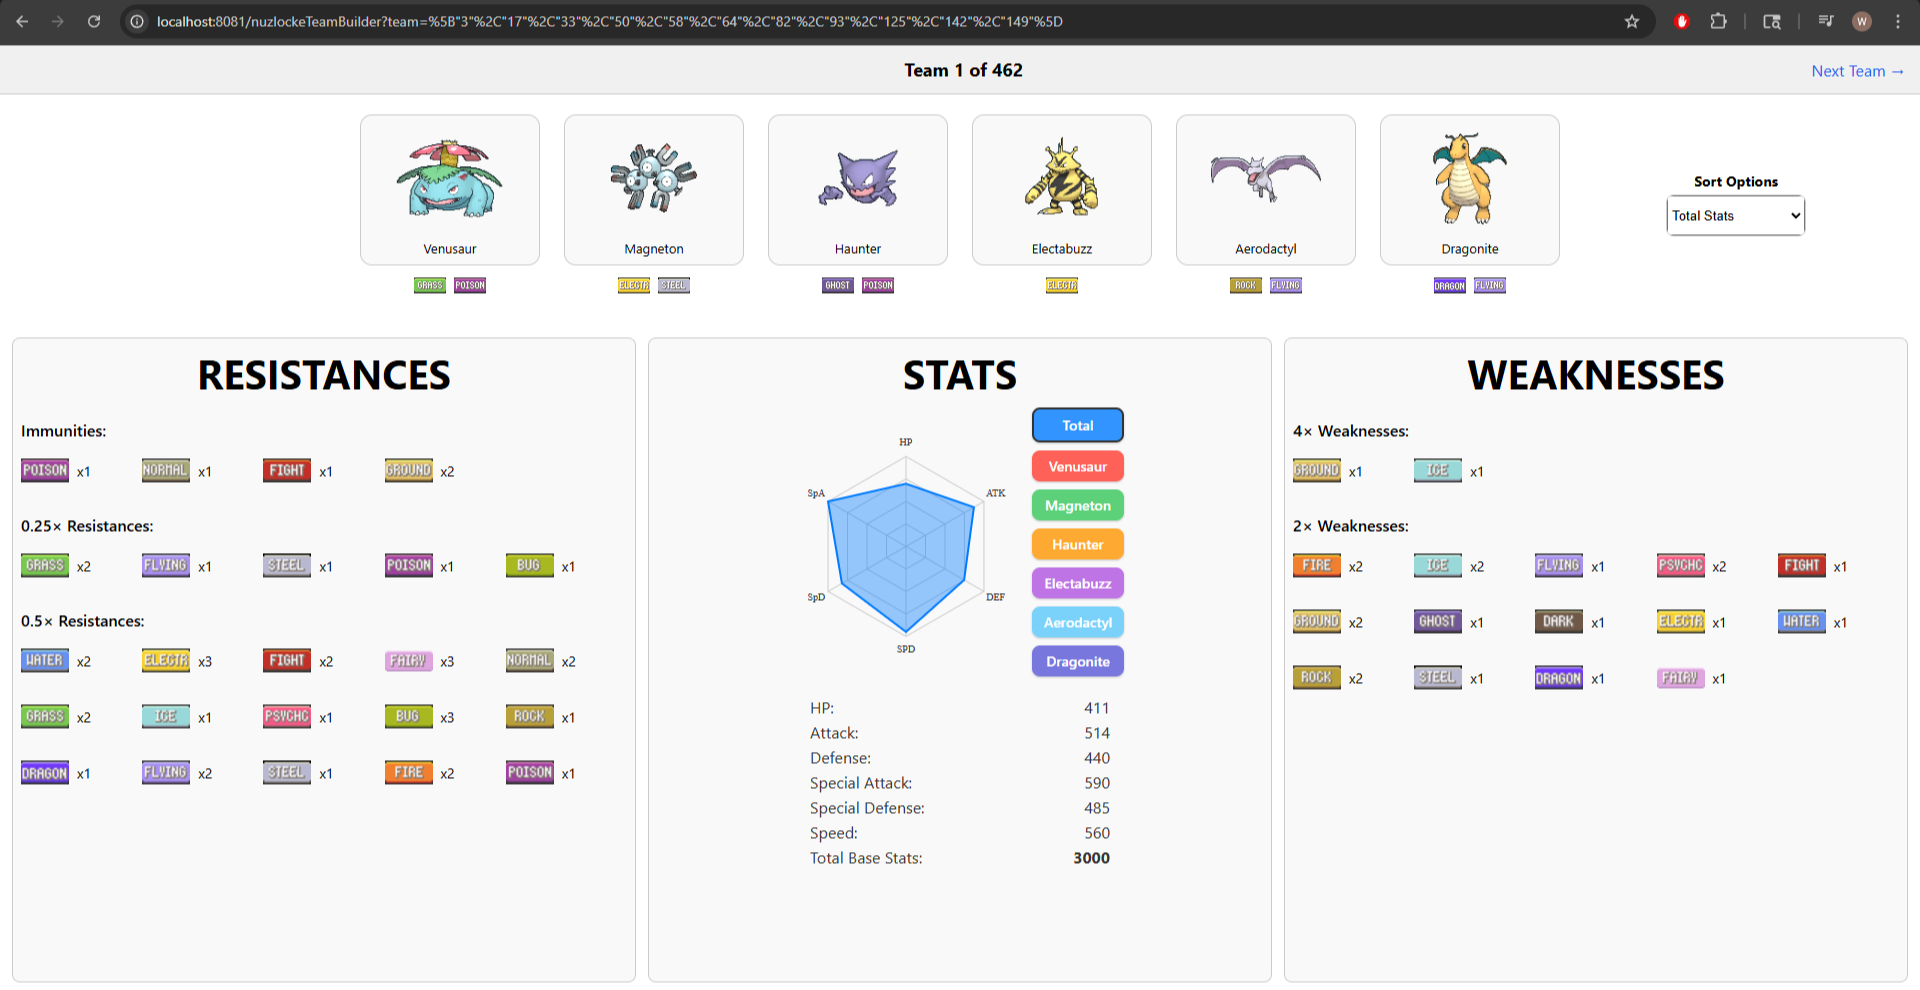 localhost:8081/nuzlockeTeamBuilder?team=%5B"3"%2C"17"%2C"33"%2C"50"%2C"58"%2C"64"%2C"82"%2C"93"%2C"125"%2C"142"%2C"149"%5D
W
Team 1 of 462
Next Team →
Venusaur
Magneton
Haunter
Electabuzz
Aerodactyl
Dragonite
GRASS POISON
ELECTR STEEL
GHOST POISON
ELECTR
ROCK FLYING
DRAGON FLYING
Sort Options
Total Stats
RESISTANCES
Immunities:
POISON x1 NORMAL x1 FIGHT x1 GROUND x2
0.25× Resistances:
GRASS x2 FLYING x1 STEEL x1 POISON x1 BUG x1
0.5× Resistances:
WATER x2 ELECTR x3 FIGHT x2 FAIRY x3 NORMAL x2
GRASS x2 ICE x1 PSYCHC x1 BUG x3 ROCK x1
DRAGON x1 FLYING x2 STEEL x1 FIRE x2 POISON x1
STATS
HP
ATK
DEF
SPD
SpD
SpA
Total
Venusaur
Magneton
Haunter
Electabuzz
Aerodactyl
Dragonite
HP: 411
Attack: 514
Defense: 440
Special Attack: 590
Special Defense: 485
Speed: 560
Total Base Stats: 3000
WEAKNESSES
4× Weaknesses:
GROUND x1 ICE x1
2× Weaknesses:
FIRE x2 ICE x2 FLYING x1 PSYCHC x2 FIGHT x1
GROUND x2 GHOST x1 DARK x1 ELECTR x1 WATER x1
ROCK x2 STEEL x1 DRAGON x1 FAIRY x1